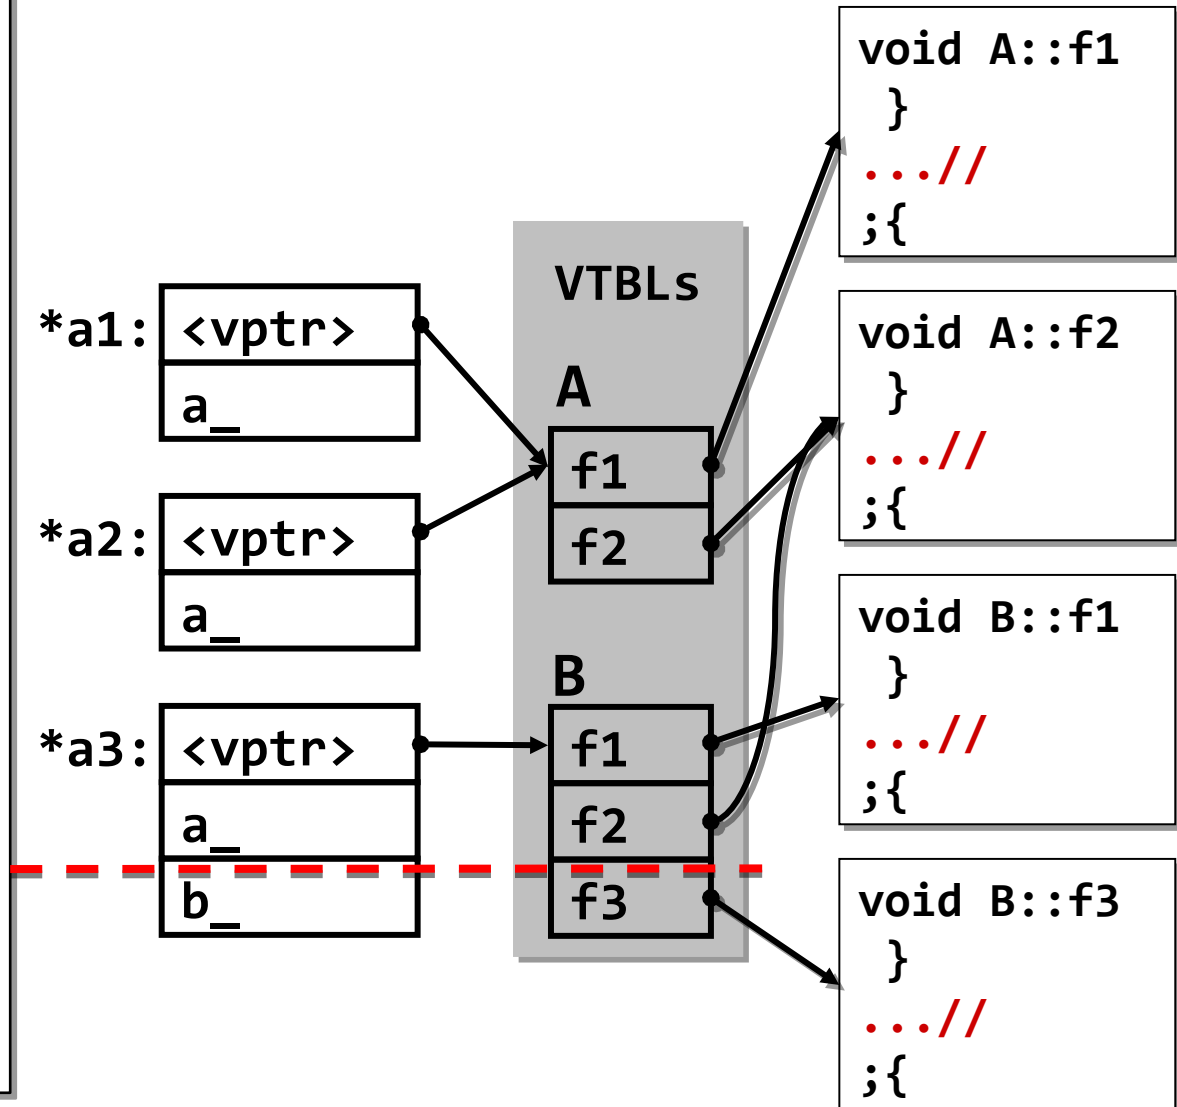 *a1:
<vptr>
a_
*a2:
<vptr>
a_
*a3:
<vptr>
a_
b_
VTBLs
A
f1
f2
B
f1
f2
f3
void A::f1
}
...//
;{
void A::f2
}
...//
;{
void B::f1
}
...//
;{
void B::f3
}
...//
;{